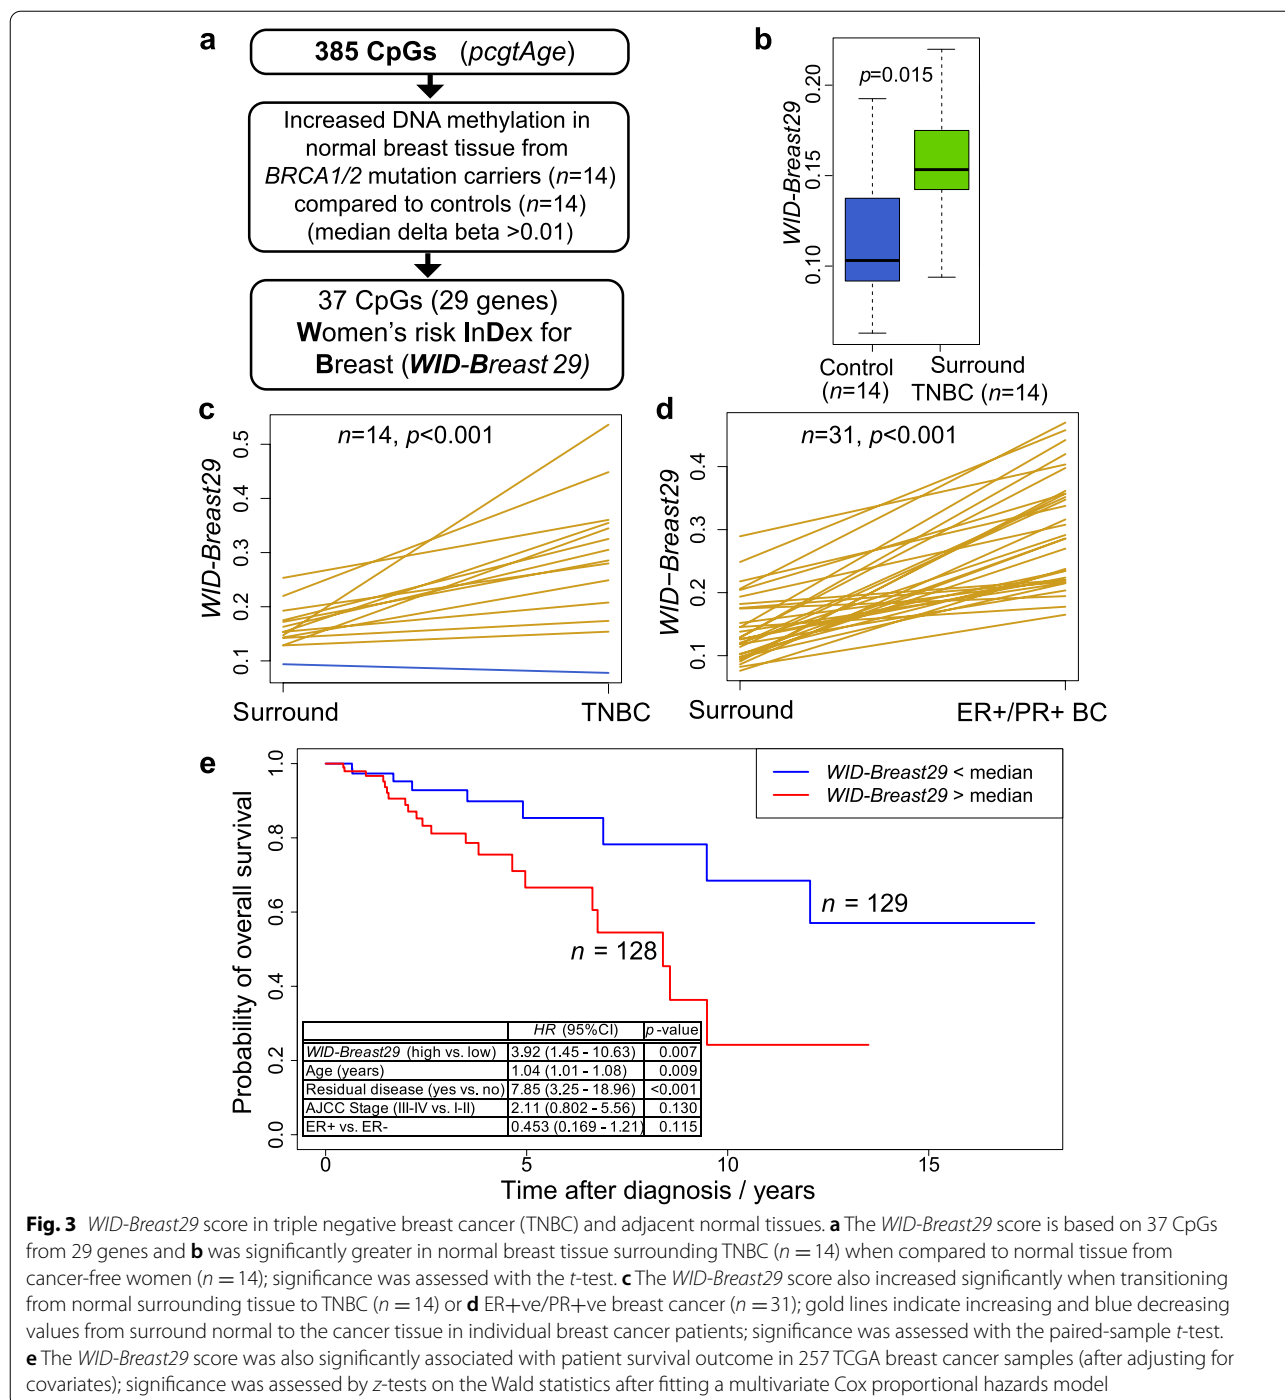 a
385 CpGs (pcgtAge)
Increased DNA methylation in
normal breast tissue from
BRCA1/2 mutation carriers (n=14)
compared to controls (n=14)
(median delta beta >0.01)
37 CpGs (29 genes)
Women's risk InDex for
Breast (WID-Breast 29)
b
p=0.015
WID-Breast29
0.20
0.15
0.10
Control
(n=14)
Surround
TNBC (n=14)
c
n=14, p<0.001
WID-Breast29
0.5
0.4
0.3
0.2
0.1
Surround
TNBC
d
n=31, p<0.001
WID−Breast29
0.4
0.3
0.2
0.1
Surround
ER+/PR+ BC
e
WID-Breast29 < median
WID-Breast29 > median
Probability of overall survival
1.0
0.8
0.6
0.4
0.2
0.0
n = 129
n = 128
HR (95%CI) p-value
WID-Breast29 (high vs. low) 3.92 (1.45 - 10.63) 0.007
Age (years) 1.04 (1.01 - 1.08) 0.009
Residual disease (yes vs. no) 7.85 (3.25 - 18.96) <0.001
AJCC Stage (III-IV vs. I-II) 2.11 (0.802 - 5.56) 0.130
ER+ vs. ER- 0.453 (0.169 - 1.21) 0.115
0 5 10 15
Time after diagnosis / years
Fig. 3 WID-Breast29 score in triple negative breast cancer (TNBC) and adjacent normal tissues. a The WID-Breast29 score is based on 37 CpGs
from 29 genes and b was significantly greater in normal breast tissue surrounding TNBC (n = 14) when compared to normal tissue from
cancer-free women (n = 14); significance was assessed with the t-test. c The WID-Breast29 score also increased significantly when transitioning
from normal surrounding tissue to TNBC (n = 14) or d ER+ve/PR+ve breast cancer (n = 31); gold lines indicate increasing and blue decreasing
values from surround normal to the cancer tissue in individual breast cancer patients; significance was assessed with the paired-sample t-test.
e The WID-Breast29 score was also significantly associated with patient survival outcome in 257 TCGA breast cancer samples (after adjusting for
covariates); significance was assessed by z-tests on the Wald statistics after fitting a multivariate Cox proportional hazards model